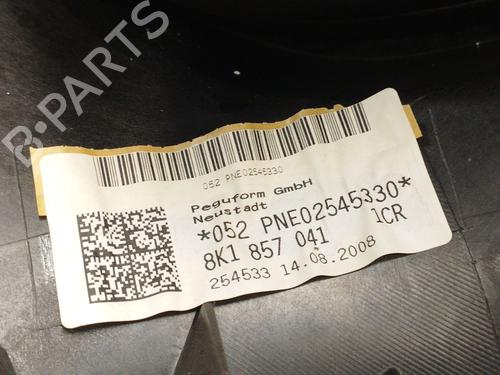 B-PARTS
052 PNE02545330
Peguform GmbH
Neustadt
*052 PNE02545330*
8K1 857 041 1CR
254533 14.08.2008